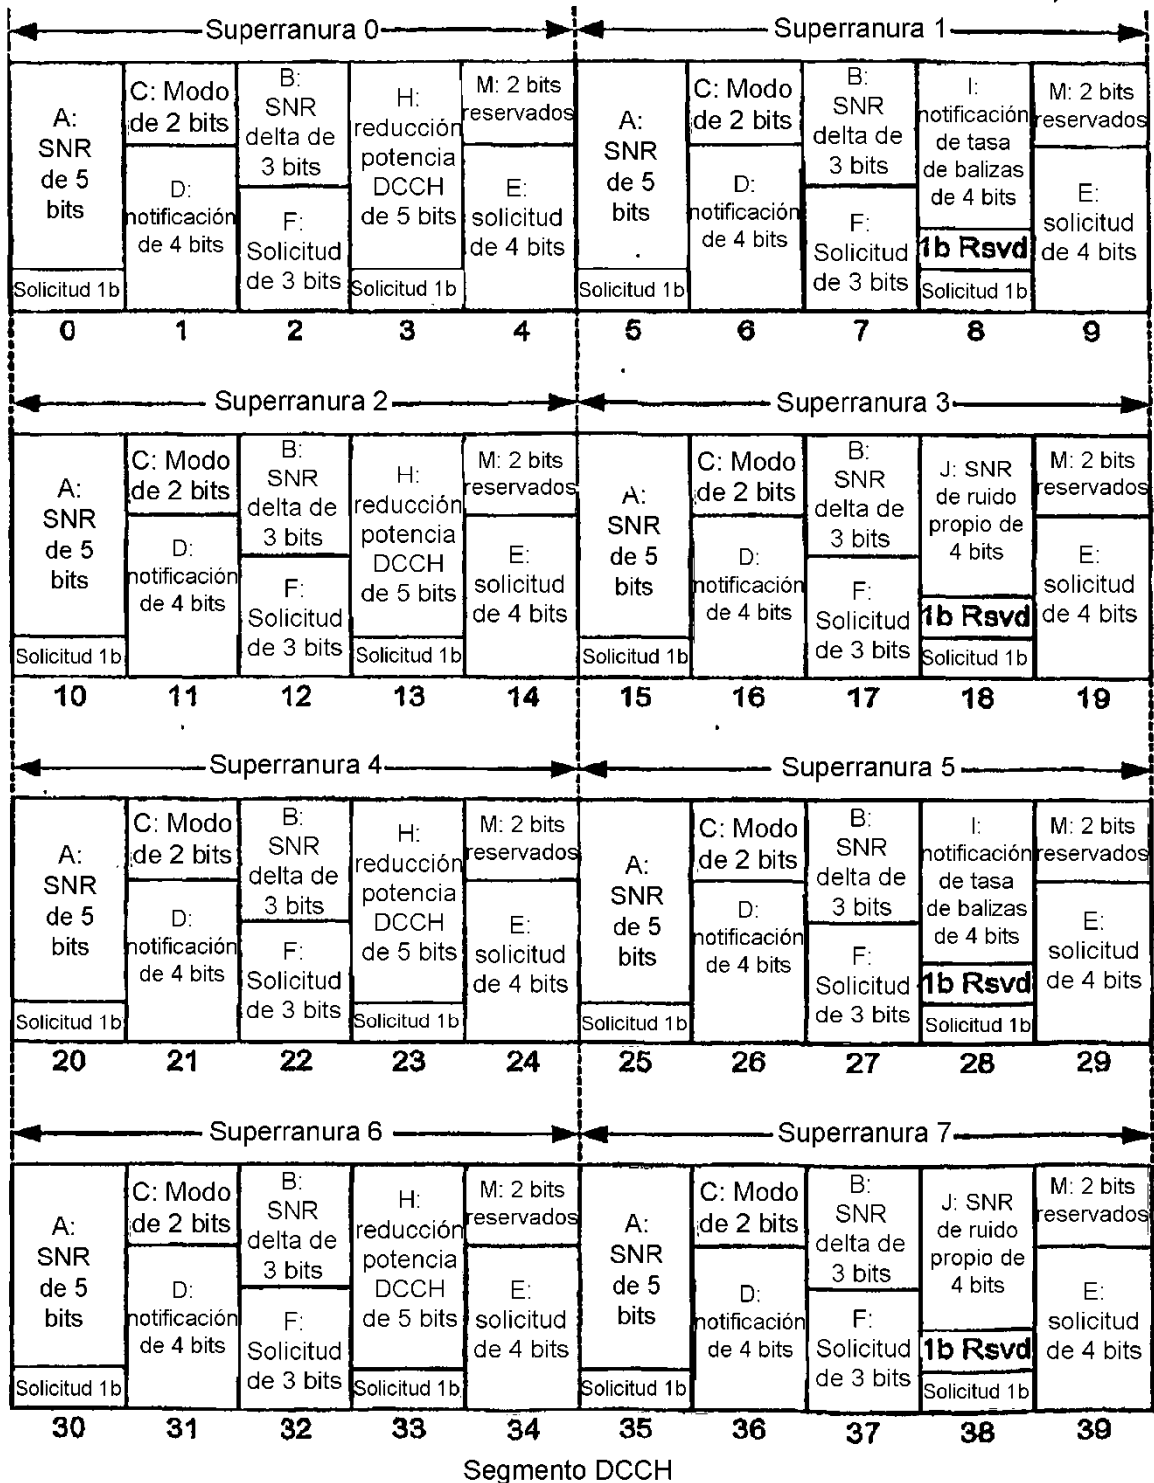 Superranura 0
Superranura 1
A:
SNR
de 5
bits
Solicitud 1b
C: Modo
de 2 bits
D:
notificación
de 4 bits
B:
SNR
delta de
3 bits
F:
Solicitud
de 3 bits
H:
reducción
potencia
DCCH
de 5 bits
Solicitud 1b
M: 2 bits
reservados
E:
solicitud
de 4 bits
A:
SNR
de 5
bits
Solicitud 1b
C: Modo
de 2 bits
D:
notificación
de 4 bits
B:
SNR
delta de
3 bits
F:
Solicitud
de 3 bits
I:
notificación
de tasa
de balizas
de 4 bits
1b Rsvd
Solicitud 1b
M: 2 bits
reservados
E:
solicitud
de 4 bits
0 1 2 3 4 5 6 7 8 9
Superranura 2
Superranura 3
A:
SNR
de 5
bits
Solicitud 1b
C: Modo
de 2 bits
D:
notificación
de 4 bits
B:
SNR
delta de
3 bits
F:
Solicitud
de 3 bits
H:
reducción
potencia
DCCH
de 5 bits
Solicitud 1b
M: 2 bits
reservados
E:
solicitud
de 4 bits
A:
SNR
de 5
bits
Solicitud 1b
C: Modo
de 2 bits
D:
notificación
de 4 bits
B:
SNR
delta de
3 bits
F:
Solicitud
de 3 bits
J: SNR
de ruido
propio de
4 bits
1b Rsvd
Solicitud 1b
M: 2 bits
reservados
E:
solicitud
de 4 bits
10 11 12 13 14 15 16 17 18 19
Superranura 4
Superranura 5
A:
SNR
de 5
bits
Solicitud 1b
C: Modo
de 2 bits
D:
notificación
de 4 bits
B:
SNR
delta de
3 bits
F:
Solicitud
de 3 bits
H:
reducción
potencia
DCCH
de 5 bits
Solicitud 1b
M: 2 bits
reservados
E:
solicitud
de 4 bits
A:
SNR
de 5
bits
Solicitud 1b
C: Modo
de 2 bits
D:
notificación
de 4 bits
B:
SNR
delta de
3 bits
F:
Solicitud
de 3 bits
I:
notificación
de tasa
de balizas
de 4 bits
1b Rsvd
Solicitud 1b
M: 2 bits
reservados
E:
solicitud
de 4 bits
20 21 22 23 24 25 26 27 28 29
Superranura 6
Superranura 7
A:
SNR
de 5
bits
Solicitud 1b
C: Modo
de 2 bits
D:
notificación
de 4 bits
B:
SNR
delta de
3 bits
F:
Solicitud
de 3 bits
H:
reducción
potencia
DCCH
de 5 bits
Solicitud 1b
M: 2 bits
reservados
E:
solicitud
de 4 bits
A:
SNR
de 5
bits
Solicitud 1b
C: Modo
de 2 bits
D:
notificación
de 4 bits
B:
SNR
delta de
3 bits
F:
Solicitud
de 3 bits
J: SNR
de ruido
propio de
4 bits
1b Rsvd
Solicitud 1b
M: 2 bits
reservados
E:
solicitud
de 4 bits
30 31 32 33 34 35 36 37 38 39
Segmento DCCH